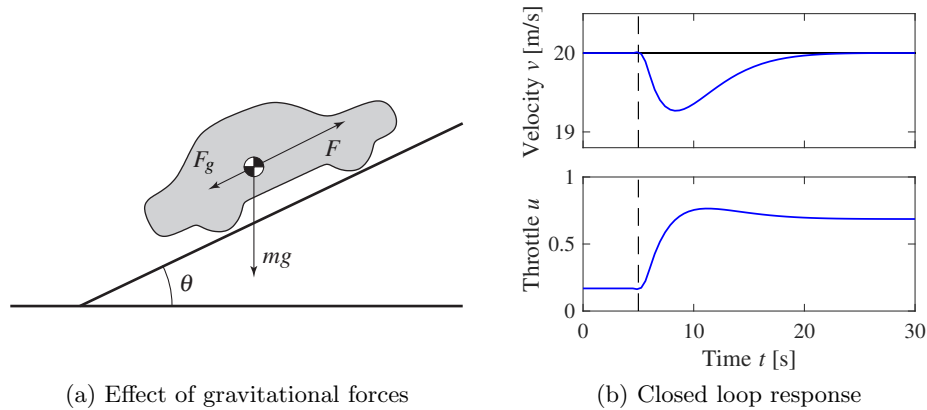 F_g
F
mg
θ
(a) Effect of gravitational forces
Velocity v [m/s]
20
19
Throttle u
1
0.5
0
0 10 20 30
Time t [s]
(b) Closed loop response